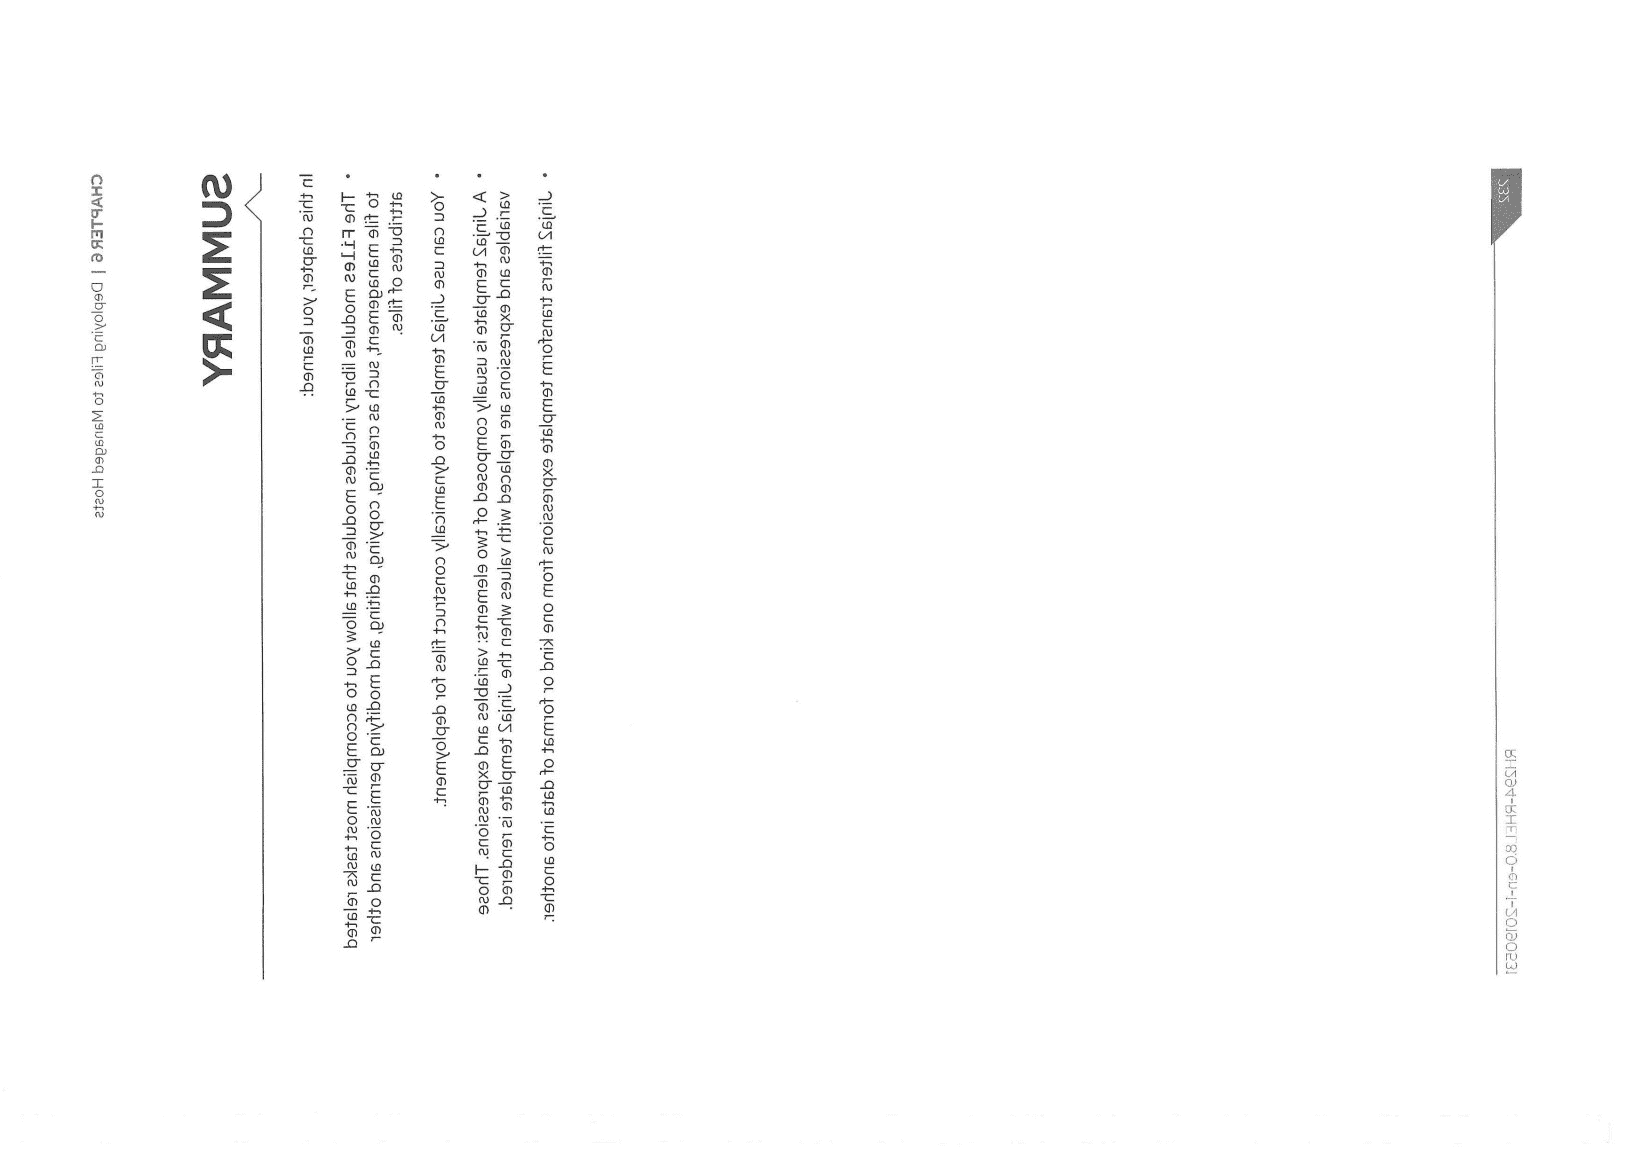 CHAPTER 6 | Deploying Files to Managed Hosts
SUMMARY
In this chapter, you learned:
• The Files modules library includes modules that allow you to accomplish most tasks related
to file management, such as creating, copying, editing, and modifying permissions and other
attributes of files.
• You can use Jinja2 templates to dynamically construct files for deployment.
• A Jinja2 template is usually composed of two elements: variables and expressions. Those
variables and expressions are replaced with values when the Jinja2 template is rendered.
• Jinja2 filters transform template expressions from one kind or format of data into another.
232
RH294-RHEL8.0-en-1-20190531